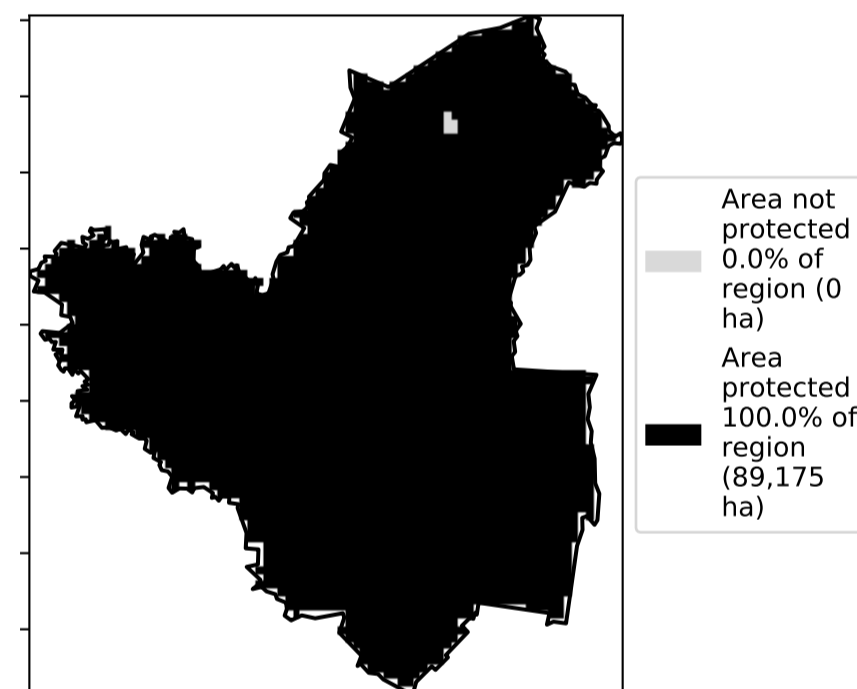 Area not
protected
0.0% of
region (0
ha)
Area
protected
100.0% of
region
(89,175
ha)